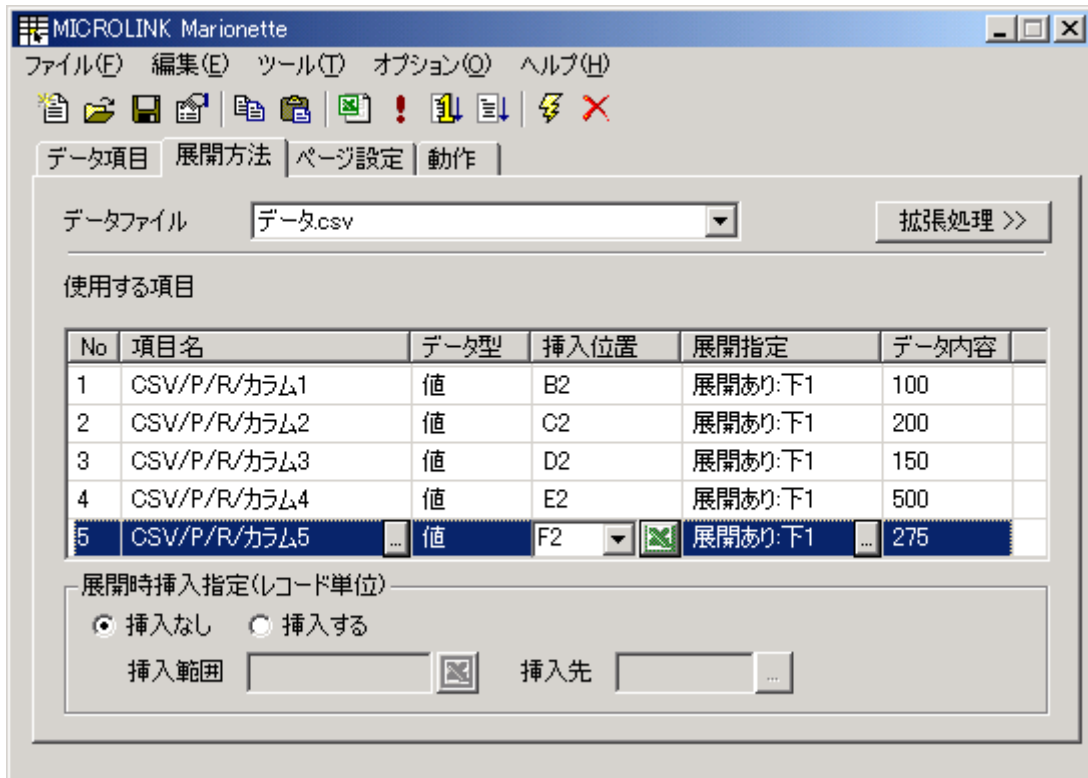 MICROLINK Marionette
ファイル(F) 編集(E) ツール(T) オプション(O) ヘルプ(H)
データ項目 展開方法 ページ設定 動作
データファイル データ.csv 拡張処理 >>
使用する項目
No 項目名 データ型 挿入位置 展開指定 データ内容
1 CSV/P/R/カラム1 値 B2 展開あり:下1 100
2 CSV/P/R/カラム2 値 C2 展開あり:下1 200
3 CSV/P/R/カラム3 値 D2 展開あり:下1 150
4 CSV/P/R/カラム4 値 E2 展開あり:下1 500
5 CSV/P/R/カラム5 ... 値 F2 展開あり:下1 ... 275
展開時挿入指定(レコード単位)
挿入なし 挿入する
挿入範囲 挿入先 ...